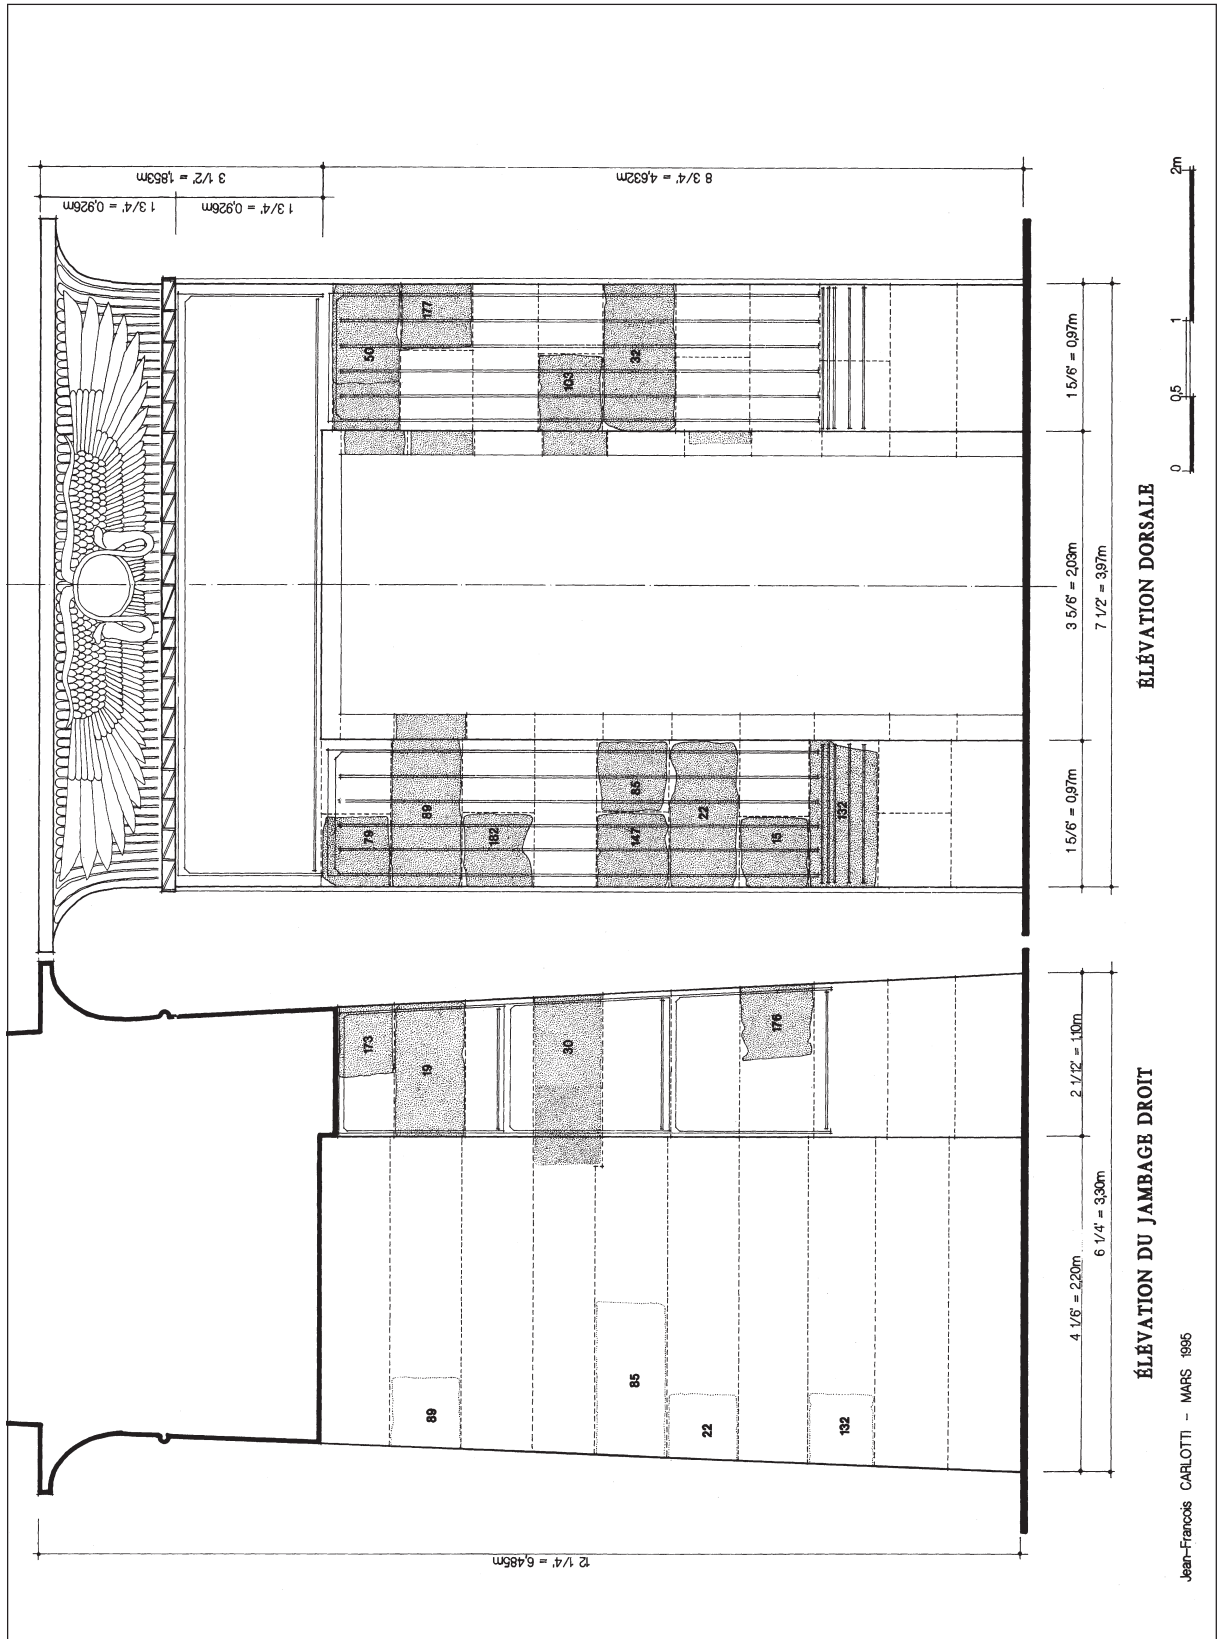 12 1/4' = 6,485m
1 3/4' = 0,926m
1 3/4' = 0,926m
3 1/2' = 1,853m
8 3/4' = 4,632m
173
19
30
176
89
85
22
132
79
89
182
147
85
22
15
132
50
177
103
32
4 1/6' = 2,20m
2 1/12' = 1,10m
6 1/4' = 3,30m
1 5/6' = 0,97m
3 5/6' = 2,03m
1 5/6' = 0,97m
7 1/2' = 3,97m
ÉLÉVATION DU JAMBAGE DROIT
ÉLÉVATION DORSALE
0
0,5
1
2m
Jean-Francois CARLOTTI - MARS 1995